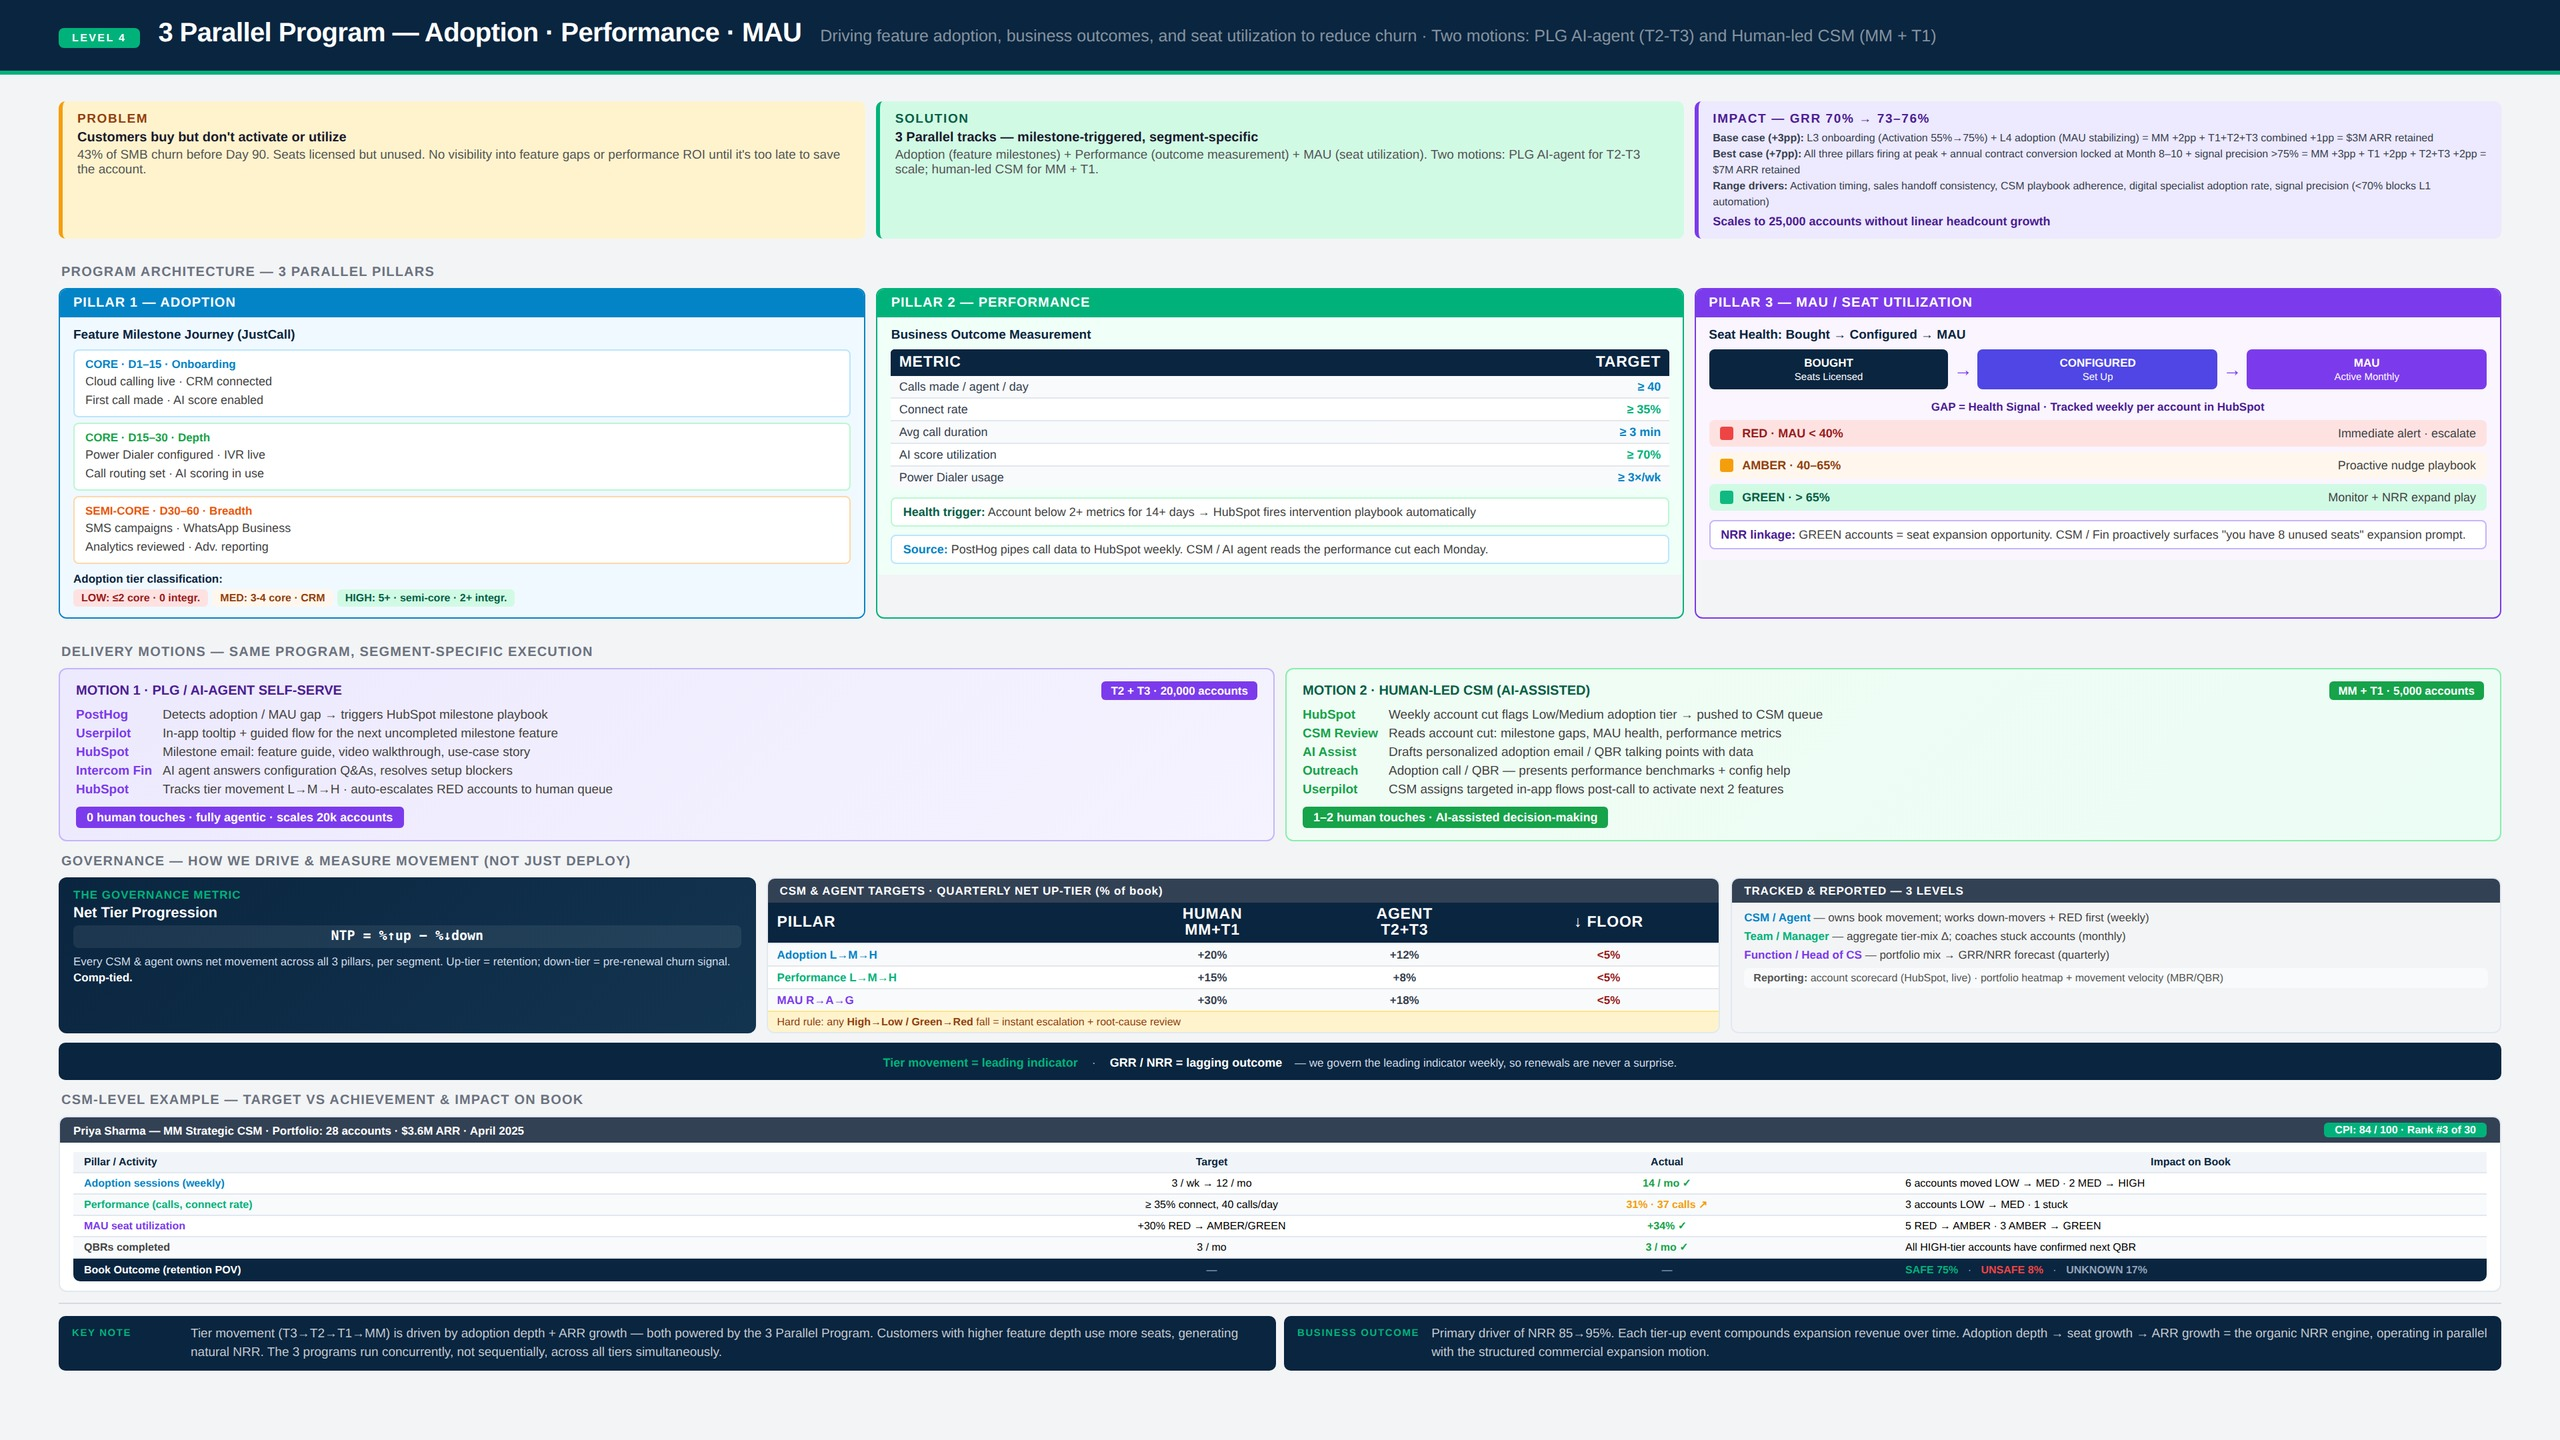 LEVEL 4
3 Parallel Program — Adoption · Performance · MAU
Driving feature adoption, business outcomes, and seat utilization to reduce churn · Two motions: PLG AI-agent (T2-T3) and Human-led CSM (MM + T1)
PROBLEM
Customers buy but don't activate or utilize
43% of SMB churn before Day 90. Seats licensed but unused. No visibility into feature gaps or performance ROI until it's too late to save
the account.
SOLUTION
3 Parallel tracks — milestone-triggered, segment-specific
Adoption (feature milestones) + Performance (outcome measurement) + MAU (seat utilization). Two motions: PLG AI-agent for T2-T3
scale; human-led CSM for MM + T1.
IMPACT — GRR 70% → 73–76%
Base case (+3pp): L3 onboarding (Activation 55%→75%) + L4 adoption (MAU stabilizing) = MM +2pp + T1+T2+T3 combined +1pp = $3M ARR retained
Best case (+7pp): All three pillars firing at peak + annual contract conversion locked at Month 8–10 + signal precision >75% = MM +3pp + T1 +2pp + T2+T3 +2pp =
$7M ARR retained
Range drivers: Activation timing, sales handoff consistency, CSM playbook adherence, digital specialist adoption rate, signal precision (<70% blocks L1
automation)
Scales to 25,000 accounts without linear headcount growth
PROGRAM ARCHITECTURE — 3 PARALLEL PILLARS
PILLAR 1 — ADOPTION
Feature Milestone Journey (JustCall)
CORE · D1–15 · Onboarding
Cloud calling live · CRM connected
First call made · AI score enabled
CORE · D15–30 · Depth
Power Dialer configured · IVR live
Call routing set · AI scoring in use
SEMI-CORE · D30–60 · Breadth
SMS campaigns · WhatsApp Business
Analytics reviewed · Adv. reporting
Adoption tier classification:
LOW: ≤2 core · 0 integr. MED: 3-4 core · CRM HIGH: 5+ · semi-core · 2+ integr.
PILLAR 2 — PERFORMANCE
Business Outcome Measurement
METRIC TARGET
Calls made / agent / day ≥ 40
Connect rate ≥ 35%
Avg call duration ≥ 3 min
AI score utilization ≥ 70%
Power Dialer usage ≥ 3×/wk
Health trigger: Account below 2+ metrics for 14+ days → HubSpot fires intervention playbook automatically
Source: PostHog pipes call data to HubSpot weekly. CSM / AI agent reads the performance cut each Monday.
PILLAR 3 — MAU / SEAT UTILIZATION
Seat Health: Bought → Configured → MAU
BOUGHT → CONFIGURED → MAU
Seats Licensed Set Up Active Monthly
GAP = Health Signal · Tracked weekly per account in HubSpot
RED · MAU < 40% Immediate alert · escalate
AMBER · 40–65% Proactive nudge playbook
GREEN · > 65% Monitor + NRR expand play
NRR linkage: GREEN accounts = seat expansion opportunity. CSM / Fin proactively surfaces "you have 8 unused seats" expansion prompt.
DELIVERY MOTIONS — SAME PROGRAM, SEGMENT-SPECIFIC EXECUTION
MOTION 1 · PLG / AI-AGENT SELF-SERVE T2 + T3 · 20,000 accounts
PostHog Detects adoption / MAU gap → triggers HubSpot milestone playbook
Userpilot In-app tooltip + guided flow for the next uncompleted milestone feature
HubSpot Milestone email: feature guide, video walkthrough, use-case story
Intercom Fin AI agent answers configuration Q&As, resolves setup blockers
HubSpot Tracks tier movement L→M→H · auto-escalates RED accounts to human queue
0 human touches · fully agentic · scales 20k accounts
MOTION 2 · HUMAN-LED CSM (AI-ASSISTED) MM + T1 · 5,000 accounts
HubSpot Weekly account cut flags Low/Medium adoption tier → pushed to CSM queue
CSM Review Reads account cut: milestone gaps, MAU health, performance metrics
AI Assist Drafts personalized adoption email / QBR talking points with data
Outreach Adoption call / QBR — presents performance benchmarks + config help
Userpilot CSM assigns targeted in-app flows post-call to activate next 2 features
1–2 human touches · AI-assisted decision-making
GOVERNANCE — HOW WE DRIVE & MEASURE MOVEMENT (NOT JUST DEPLOY)
THE GOVERNANCE METRIC
Net Tier Progression
NTP = %↑up − %↓down
Every CSM & agent owns net movement across all 3 pillars, per segment. Up-tier = retention; down-tier = pre-renewal churn signal.
Comp-tied.
CSM & AGENT TARGETS · QUARTERLY NET UP-TIER (% of book)
PILLAR HUMAN MM+T1 AGENT T2+T3 ↓ FLOOR
Adoption L→M→H +20% +12% <5%
Performance L→M→H +15% +8% <5%
MAU R→A→G +30% +18% <5%
Hard rule: any High→Low / Green→Red fall = instant escalation + root-cause review
TRACKED & REPORTED — 3 LEVELS
CSM / Agent — owns book movement; works down-movers + RED first (weekly)
Team / Manager — aggregate tier-mix Δ; coaches stuck accounts (monthly)
Function / Head of CS — portfolio mix → GRR/NRR forecast (quarterly)
Reporting: account scorecard (HubSpot, live) · portfolio heatmap + movement velocity (MBR/QBR)
Tier movement = leading indicator · GRR / NRR = lagging outcome — we govern the leading indicator weekly, so renewals are never a surprise.
CSM-LEVEL EXAMPLE — TARGET VS ACHIEVEMENT & IMPACT ON BOOK
Priya Sharma — MM Strategic CSM · Portfolio: 28 accounts · $3.6M ARR · April 2025 CPI: 84 / 100 · Rank #3 of 30
Pillar / Activity Target Actual Impact on Book
Adoption sessions (weekly) 3 / wk → 12 / mo 14 / mo ✓ 6 accounts moved LOW → MED · 2 MED → HIGH
Performance (calls, connect rate) ≥ 35% connect, 40 calls/day 31% · 37 calls ↗ 3 accounts LOW → MED · 1 stuck
MAU seat utilization +30% RED → AMBER/GREEN +34% ✓ 5 RED → AMBER · 3 AMBER → GREEN
QBRs completed 3 / mo 3 / mo ✓ All HIGH-tier accounts have confirmed next QBR
Book Outcome (retention POV) — — SAFE 75% · UNSAFE 8% · UNKNOWN 17%
KEY NOTE Tier movement (T3→T2→T1→MM) is driven by adoption depth + ARR growth — both powered by the 3 Parallel Program. Customers with higher feature depth use more seats, generating
natural NRR. The 3 programs run concurrently, not sequentially, across all tiers simultaneously.
BUSINESS OUTCOME Primary driver of NRR 85→95%. Each tier-up event compounds expansion revenue over time. Adoption depth → seat growth → ARR growth = the organic NRR engine, operating in parallel
with the structured commercial expansion motion.